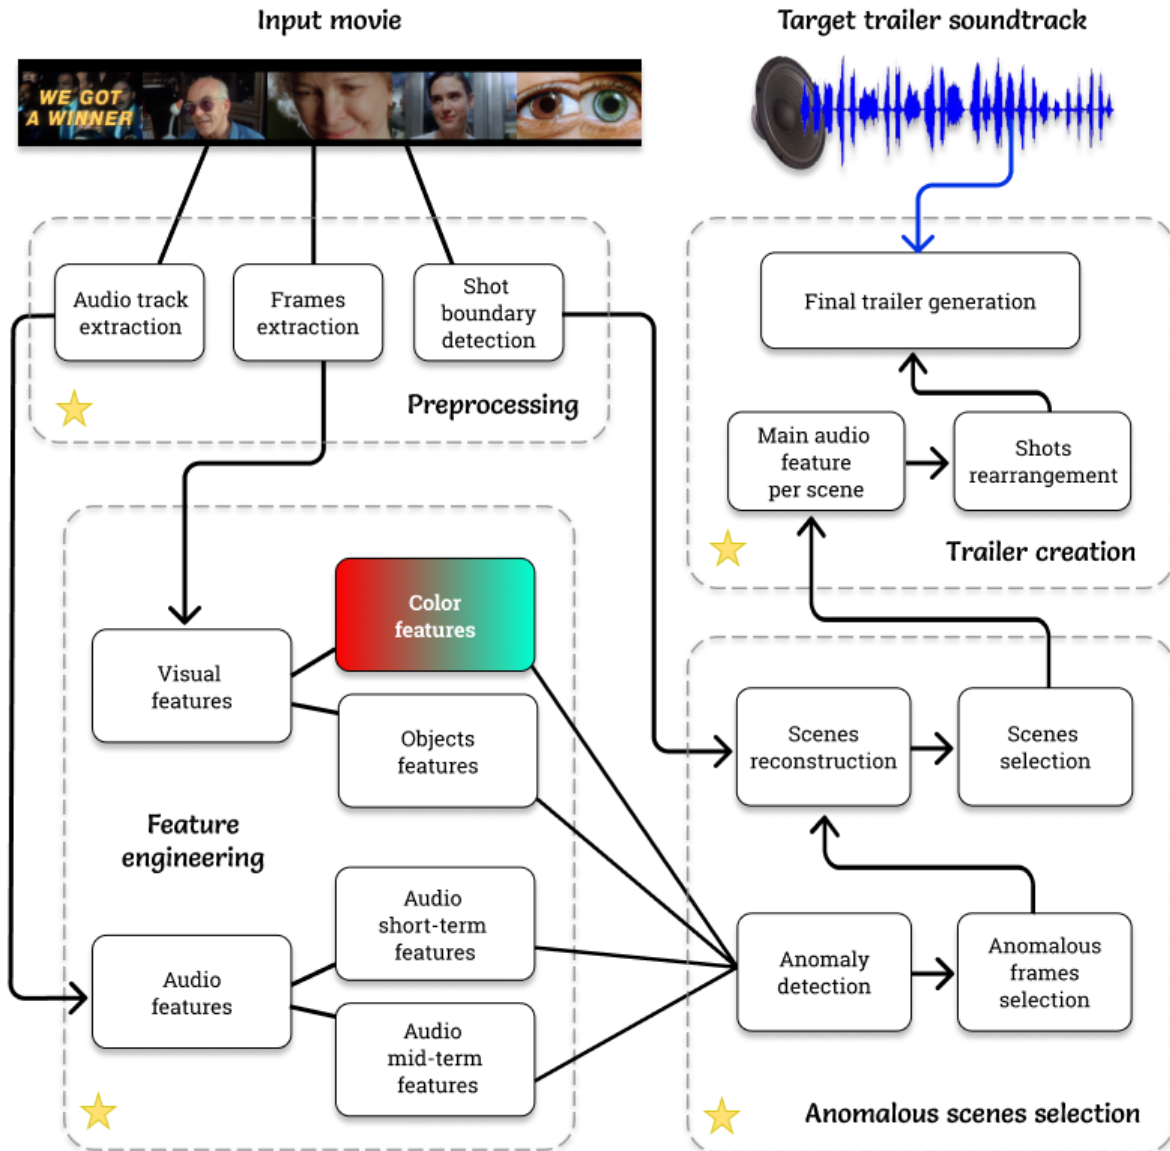 Input movie
Target trailer soundtrack
WE GOT
A WINNER
Audio track
extraction
Frames
extraction
Shot
boundary
detection
Preprocessing
Final trailer generation
Main audio
feature
per scene
Shots
rearrangement
Trailer creation
Color
features
Visual
features
Objects
features
Feature
engineering
Audio
short-term
features
Audio
features
Audio
mid-term
features
Scenes
reconstruction
Scenes
selection
Anomaly
detection
Anomalous
frames
selection
Anomalous scenes selection